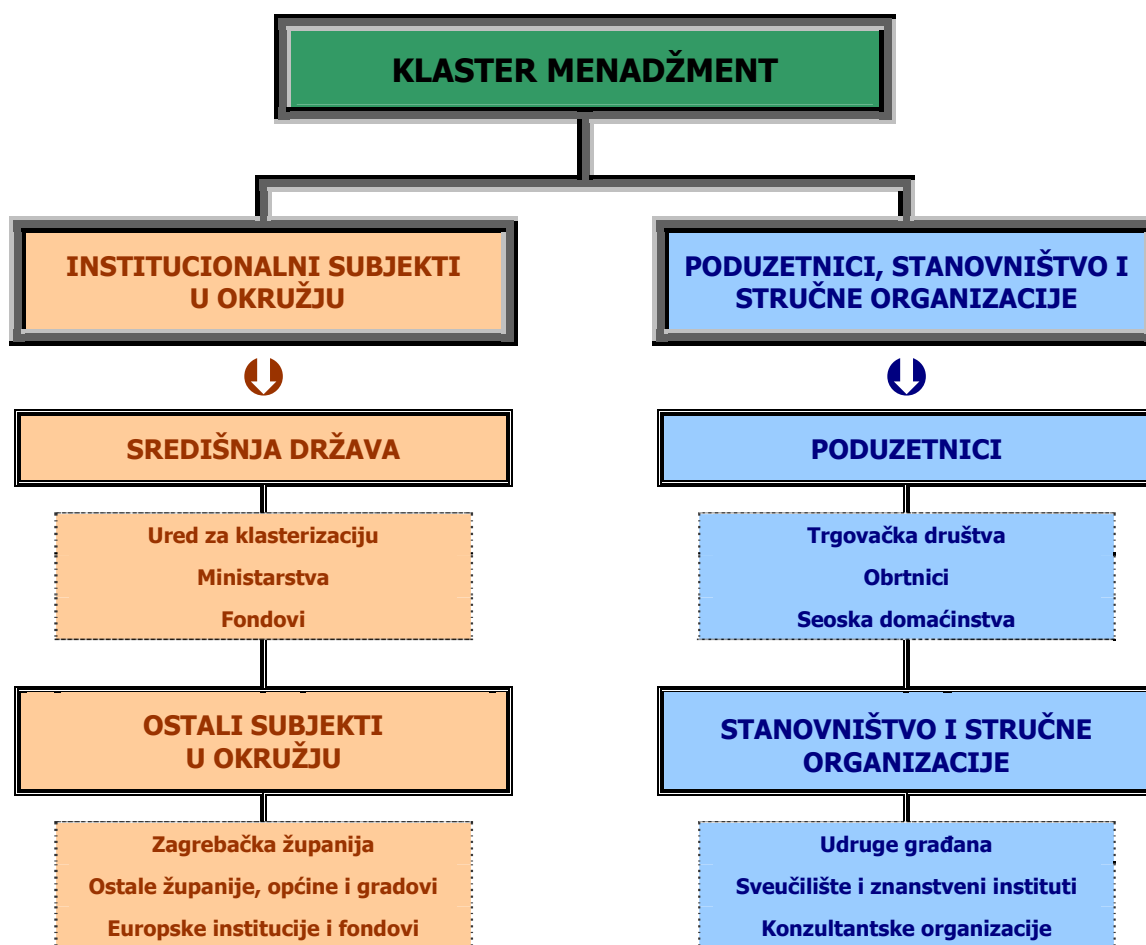 KLASTER MENADŽMENT
INSTITUCIONALNI SUBJEKTI
U OKRUŽJU
SREDIŠNJA DRŽAVA
Ured za klasterizaciju
Ministarstva
Fondovi
OSTALI SUBJEKTI
U OKRUŽJU
Zagrebačka županija
Ostale županije, općine i gradovi
Europske institucije i fondovi
PODUZETNICI, STANOVNIŠTVO I
STRUČNE ORGANIZACIJE
PODUZETNICI
Trgovačka društva
Obrtnici
Seoska domaćinstva
STANOVNIŠTVO I STRUČNE
ORGANIZACIJE
Udruge građana
Sveučilište i znanstveni instituti
Konzultantske organizacije